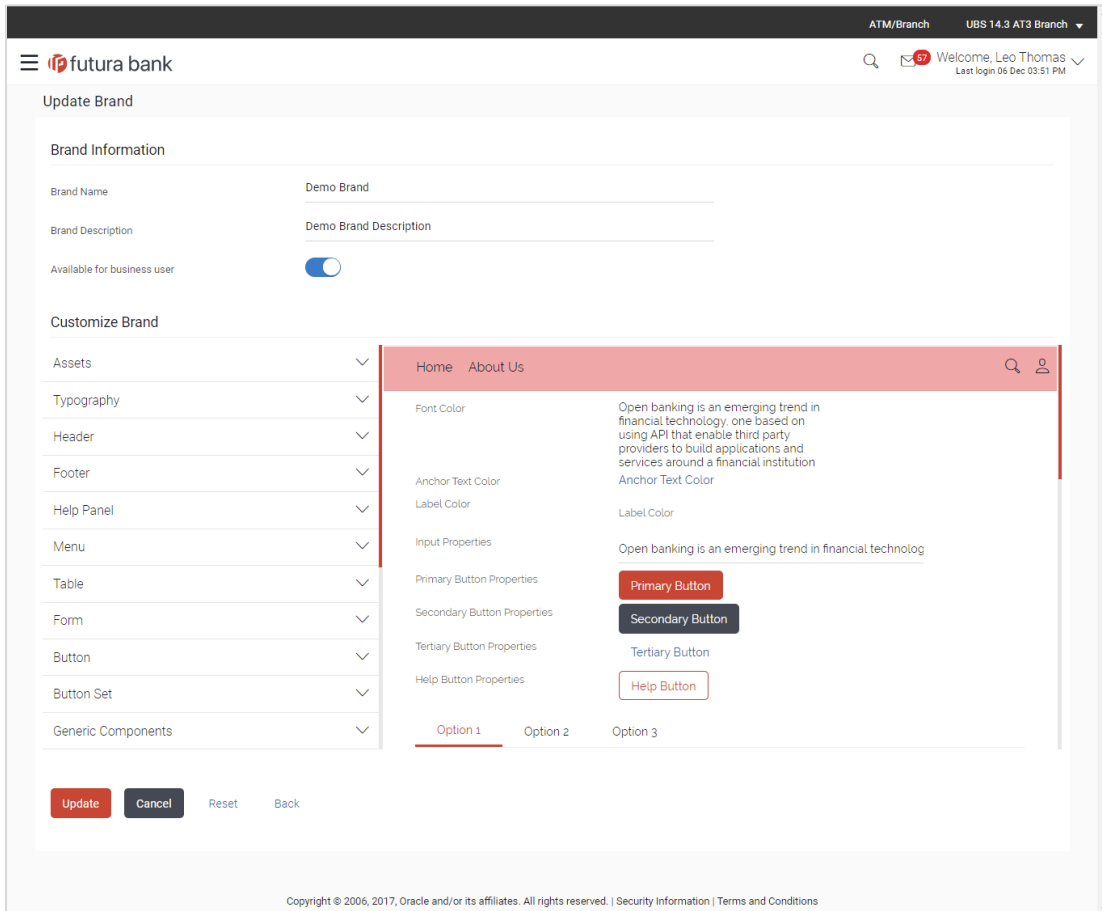 ATM/Branch UBS 14.3 AT3 Branch
futura bank 57 Welcome, Leo Thomas
Last login 06 Dec 03:51 PM
Update Brand
Brand Information
Brand Name Demo Brand
Brand Description Demo Brand Description
Available for business user
Customize Brand
Assets
Typography
Header
Footer
Help Panel
Menu
Table
Form
Button
Button Set
Generic Components
Home About Us
Font Color
Open banking is an emerging trend in
financial technology, one based on
using API that enable third party
providers to build applications and
services around a financial institution
Anchor Text Color Anchor Text Color
Label Color Label Color
Input Properties Open banking is an emerging trend in financial technolog
Primary Button Properties Primary Button
Secondary Button Properties Secondary Button
Tertiary Button Properties Tertiary Button
Help Button Properties Help Button
Option 1 Option 2 Option 3
Update Cancel Reset Back
Copyright © 2006, 2017, Oracle and/or its affiliates. All rights reserved. | Security Information | Terms and Conditions